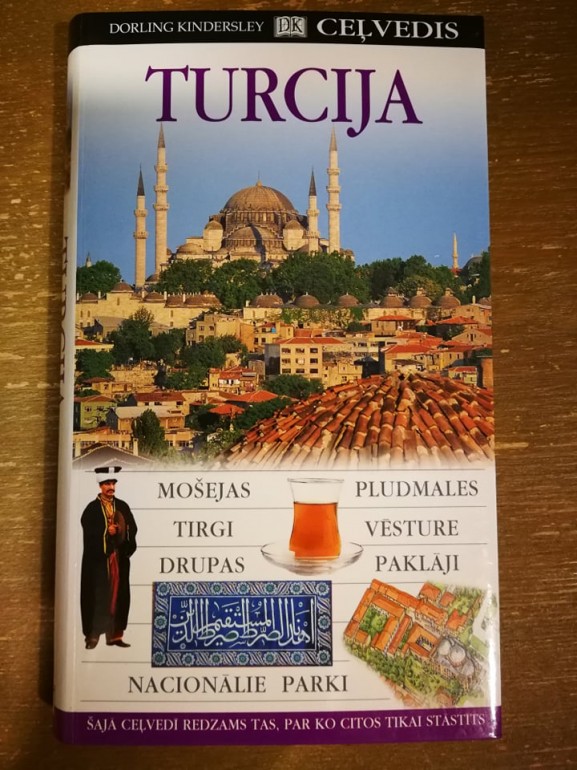 DORLING KINDERSLEY DK CEĻVEDIS
TURCIJA
MOŠEJAS PLUDMALES
TIRGI VĒSTURE
DRUPAS PAKLĀJI
NACIONĀLIE PARKI
ŠAJĀ CEĻVEDĪ REDZAMS TAS, PAR KO CITOS TIKAI STĀSTĪTS